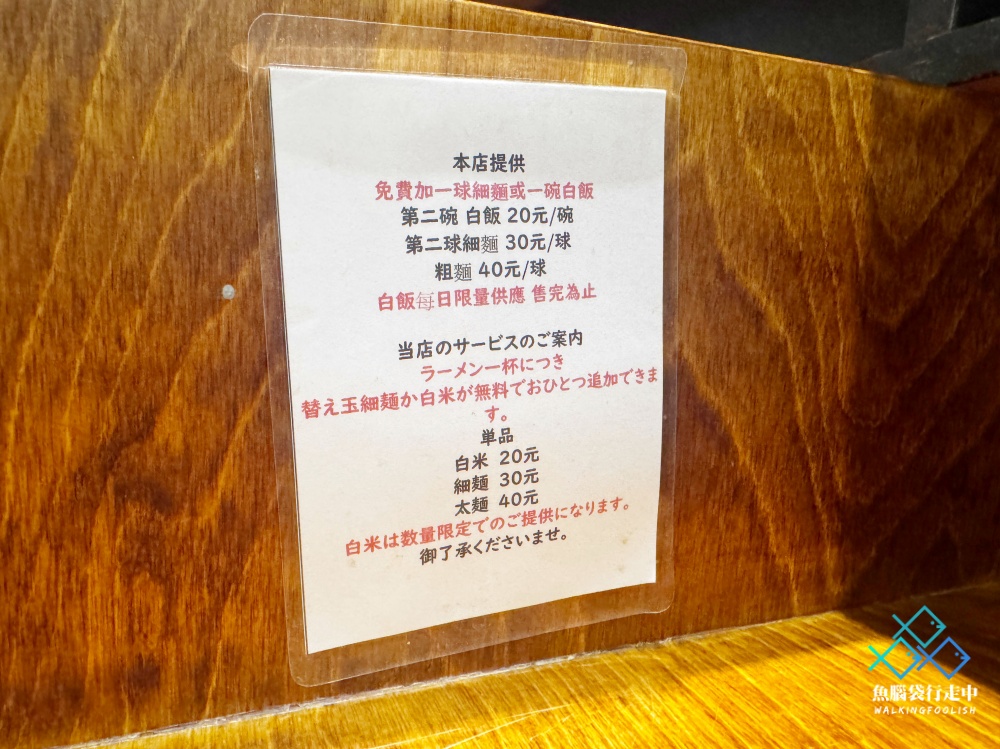 本店提供
免費加一球細麵或一碗白飯
第二碗 白飯 20元/碗
第二球細麵 30元/球
粗麵 40元/球
白飯每日限量供應 售完為止
当店のサービスのご案内
ラーメン一杯につき
替え玉細麺か白米が無料でおひとつ追加できま
す。
単品
白米 20元
細麺 30元
太麺 40元
白米は数量限定でのご提供になります。
御了承くださいませ。
魚腦袋行走中
WALKINGFOOLISH